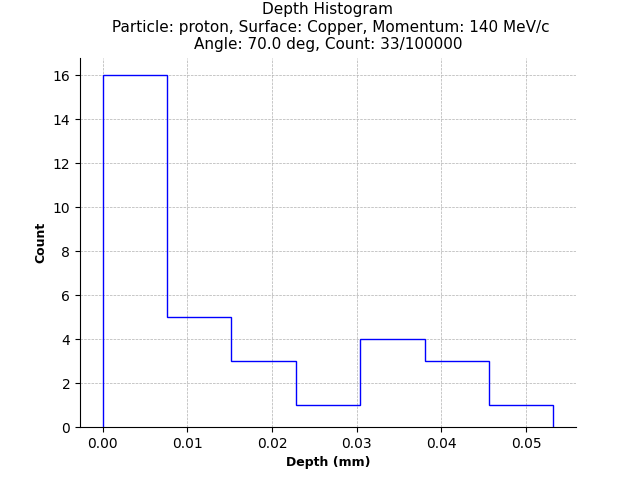 Depth Histogram
Particle: proton, Surface: Copper, Momentum: 140 MeV/c
Angle: 70.0 deg, Count: 33/100000
16
14
12
10
8
6
4
2
0
Count
0.00 0.01 0.02 0.03 0.04 0.05
Depth (mm)